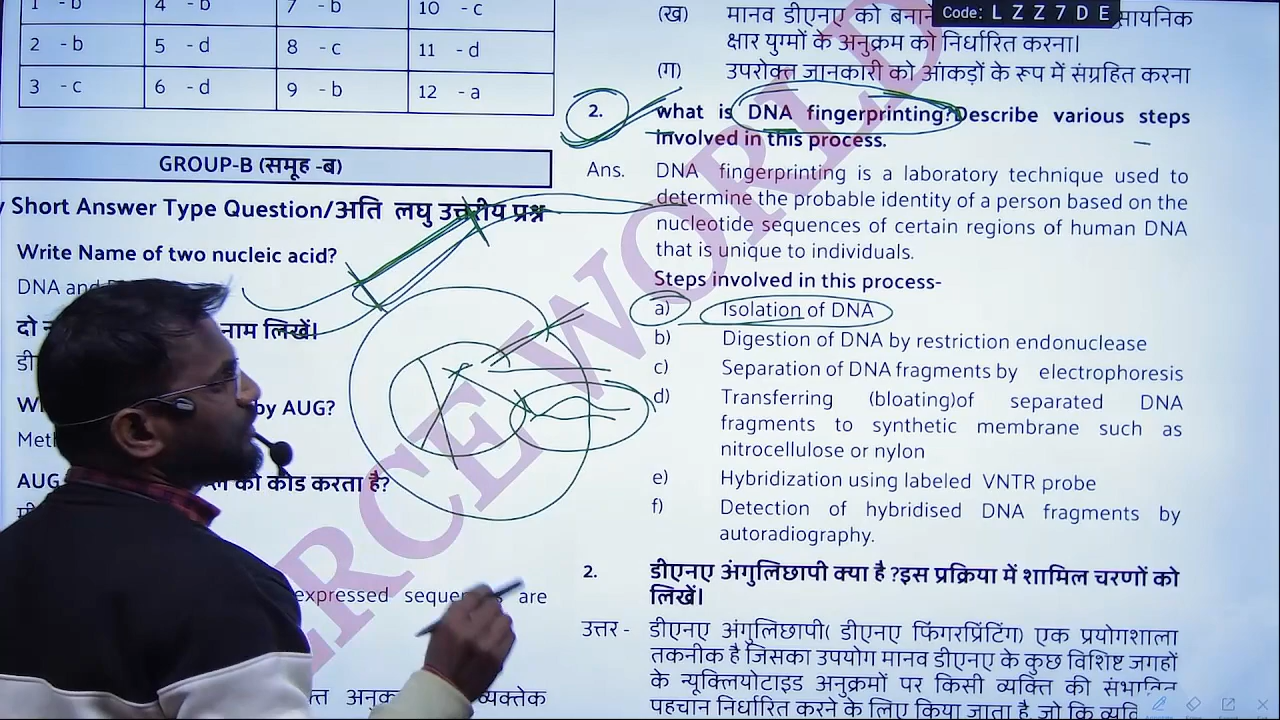 1 - b 4 - b 7 - b 10 - c
2 - b 5 - d 8 - c 11 - d
3 - c 6 - d 9 - b 12 - a
GROUP-B (समूह -ब)
Short Answer Type Question/अति लघु उत्तरीय प्रश्न
Write Name of two nucleic acid?
DNA and
दो नाम लिखें।
by AUG?
AUG को कोड करता है?
expressed sequences are
अनुक्
Code: L Z Z 7 D E
(ख) मानव डीएनए को बनाने
क्षार युग्मों के अनुक्रम को निर्धारित करना।
(ग) उपरोक्त जानकारी को आंकड़ों के रूप में संग्रहित करना
2. what is DNA fingerprinting?Describe various steps
involved in this process.
Ans. DNA fingerprinting is a laboratory technique used to
determine the probable identity of a person based on the
nucleotide sequences of certain regions of human DNA
that is unique to individuals.
Steps involved in this process-
a) Isolation of DNA
b) Digestion of DNA by restriction endonuclease
c) Separation of DNA fragments by electrophoresis
d) Transferring (bloating)of separated DNA
fragments to synthetic membrane such as
nitrocellulose or nylon
e) Hybridization using labeled VNTR probe
f) Detection of hybridised DNA fragments by
autoradiography.
2. डीएनए अंगुलिछापी क्या है ?इस प्रक्रिया में शामिल चरणों को
लिखें।
उत्तर - डीएनए अंगुलिछापी( डीएनए फिंगरप्रिंटिंग) एक प्रयोगशाला
तकनीक है जिसका उपयोग मानव डीएनए के कुछ विशिष्ट जगहों
के न्यूक्लियोटाइड अनुक्रमों पर किसी व्यक्ति की संभावित
पहचान निर्धारित करने के लिए किया जाता है, जो कि
ERCE WORLD